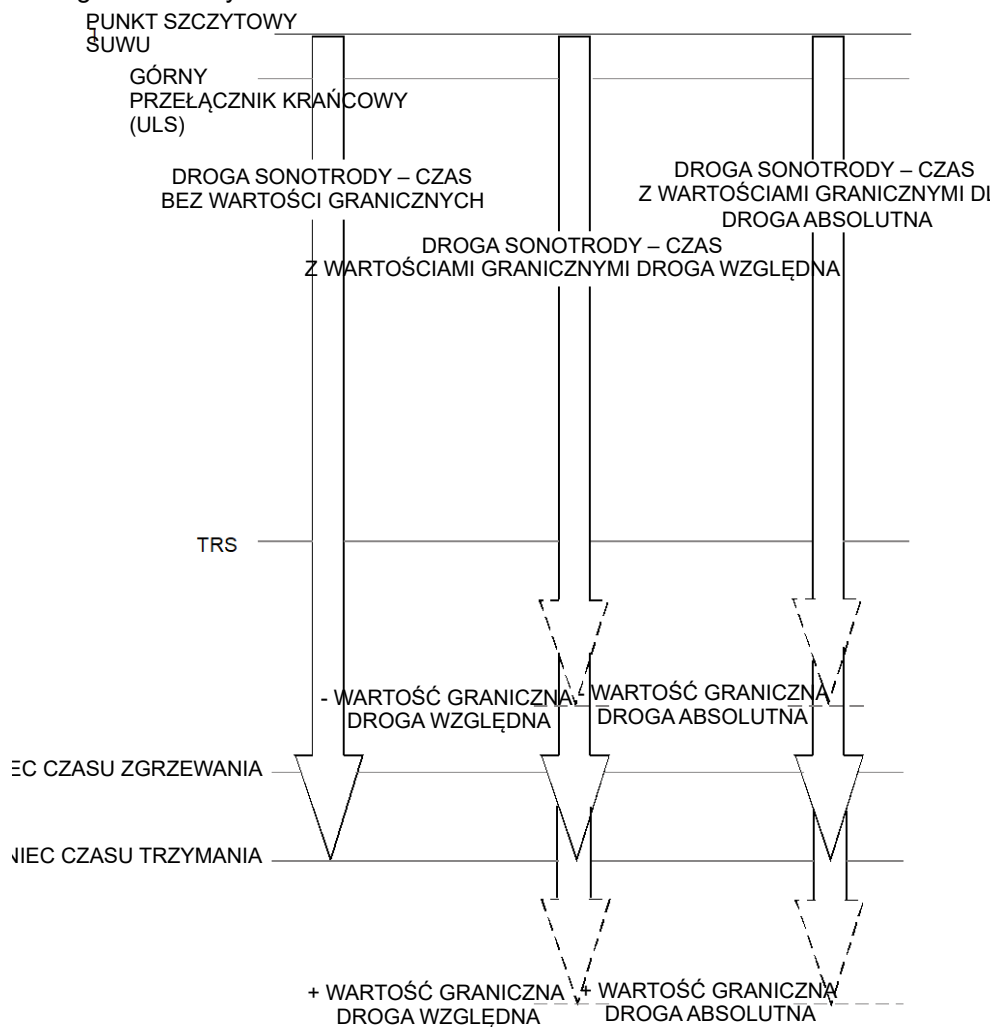 PUNKT SZCZYTOWY
SUWU
GÓRNY
PRZEŁĄCZNIK KRAŃCOWY
(ULS)
DROGA SONOTRODY – CZAS
BEZ WARTOŚCI GRANICZNYCH
DROGA SONOTRODY – CZAS
Z WARTOŚCIAMI GRANICZNYMI DROGA WZGLĘDNA
DROGA SONOTRODY – CZAS
Z WARTOŚCIAMI GRANICZNYMI
DROGA ABSOLUTNA
TRS
- WARTOŚĆ GRANICZNA
DROGA WZGLĘDNA
- WARTOŚĆ GRANICZNA
DROGA ABSOLUTNA
CZASU ZGRZEWANIA
CZASU TRZYMANIA
+ WARTOŚĆ GRANICZNA
DROGA WZGLĘDNA
+ WARTOŚĆ GRANICZNA
DROGA ABSOLUTNA